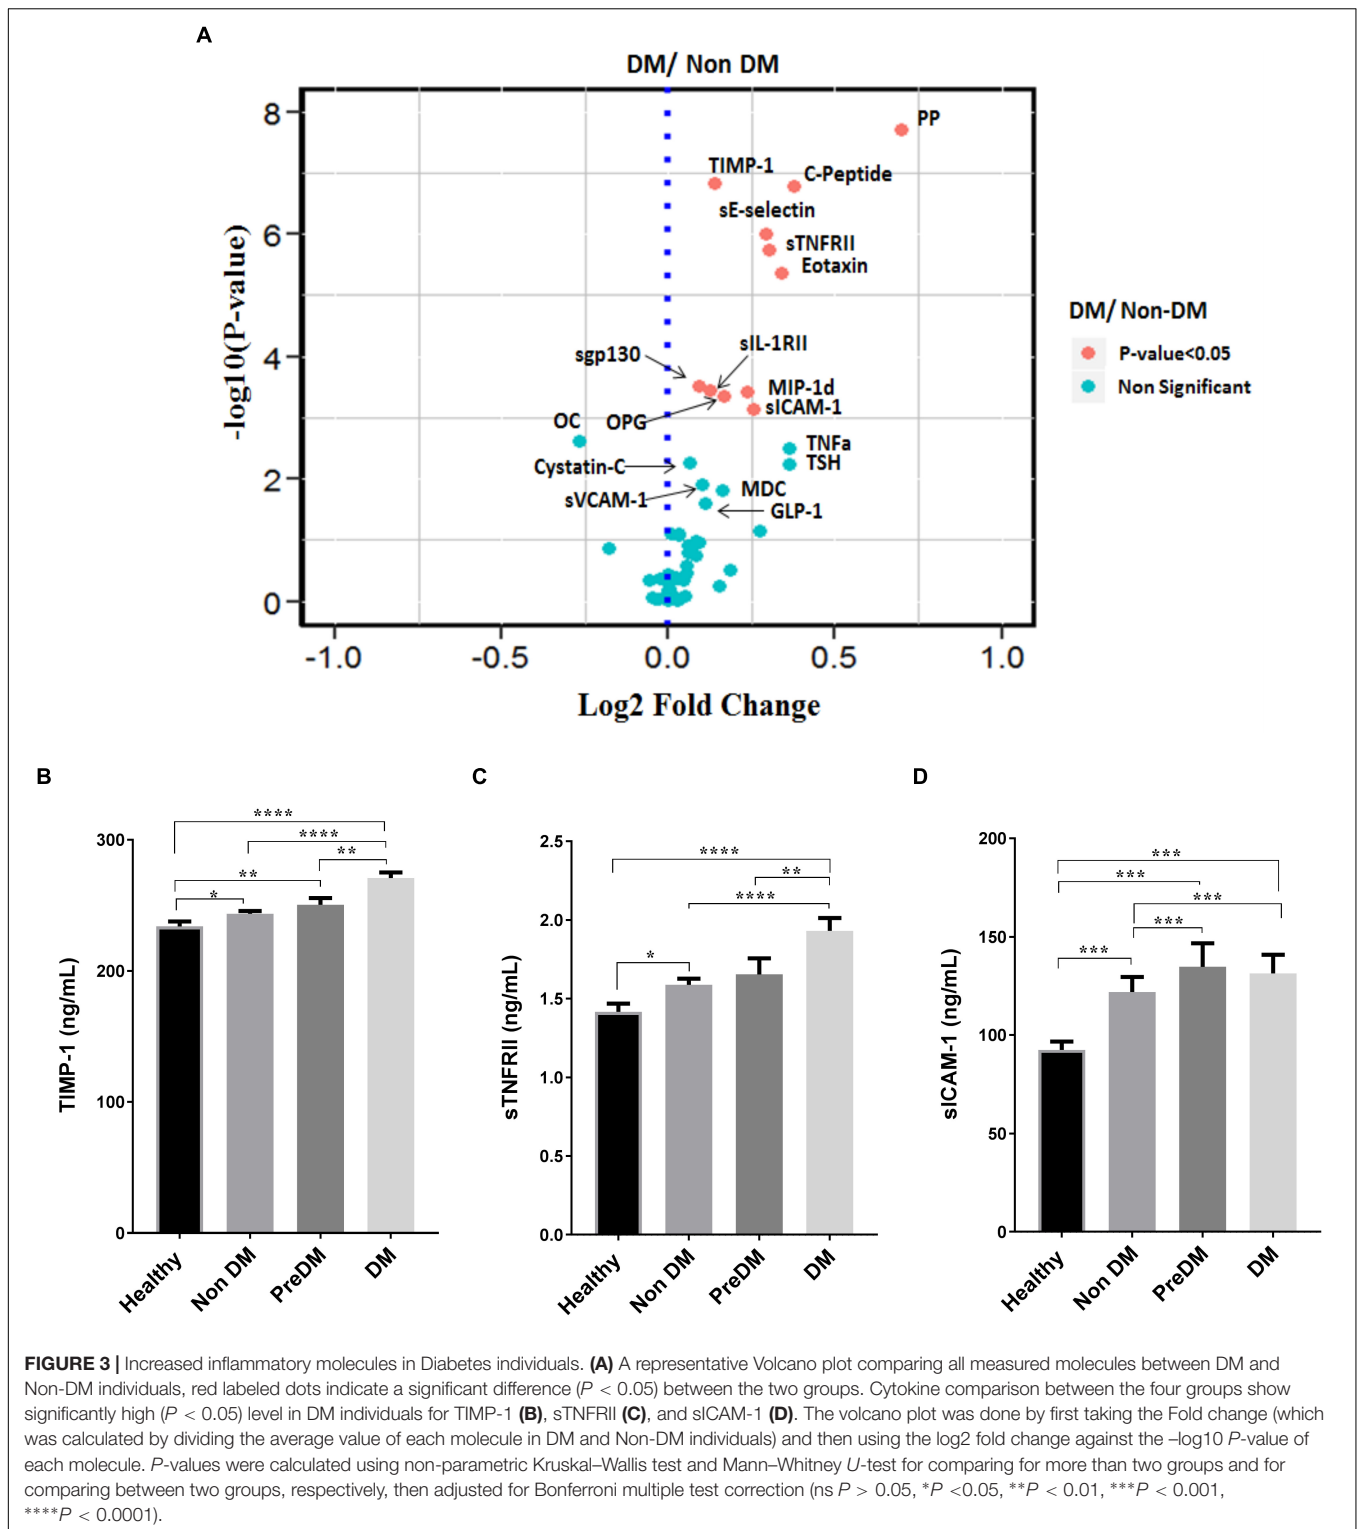 A
DM/ Non DM
8
6
4
2
0
-log10(P-value)
PP
TIMP-1
C-Peptide
sE-selectin
sTNFRII
Eotaxin
sgp130
sIL-1RII
MIP-1d
sICAM-1
OC
OPG
TNFa
TSH
Cystatin-C
sVCAM-1
MDC
GLP-1
-1.0 -0.5 0.0 0.5 1.0
Log2 Fold Change
DM/ Non-DM
P-value<0.05
Non Significant
B
TIMP-1 (ng/mL)
300
200
100
0
****
****
**
**
*
Healthy Non DM PreDM DM
C
sTNFRII (ng/mL)
2.5
2.0
1.5
1.0
0.5
0.0
****
**
****
*
Healthy Non DM PreDM DM
D
sICAM-1 (ng/mL)
200
150
100
50
0
***
***
***
***
***
Healthy Non DM PreDM DM
FIGURE 3 | Increased inflammatory molecules in Diabetes individuals. (A) A representative Volcano plot comparing all measured molecules between DM and
Non-DM individuals, red labeled dots indicate a significant difference (P < 0.05) between the two groups. Cytokine comparison between the four groups show
significantly high (P < 0.05) level in DM individuals for TIMP-1 (B), sTNFRII (C), and sICAM-1 (D). The volcano plot was done by first taking the Fold change (which
was calculated by dividing the average value of each molecule in DM and Non-DM individuals) and then using the log2 fold change against the –log10 P-value of
each molecule. P-values were calculated using non-parametric Kruskal–Wallis test and Mann–Whitney U-test for comparing for more than two groups and for
comparing between two groups, respectively, then adjusted for Bonferroni multiple test correction (ns P > 0.05, *P <0.05, **P < 0.01, ***P < 0.001,
****P < 0.0001).